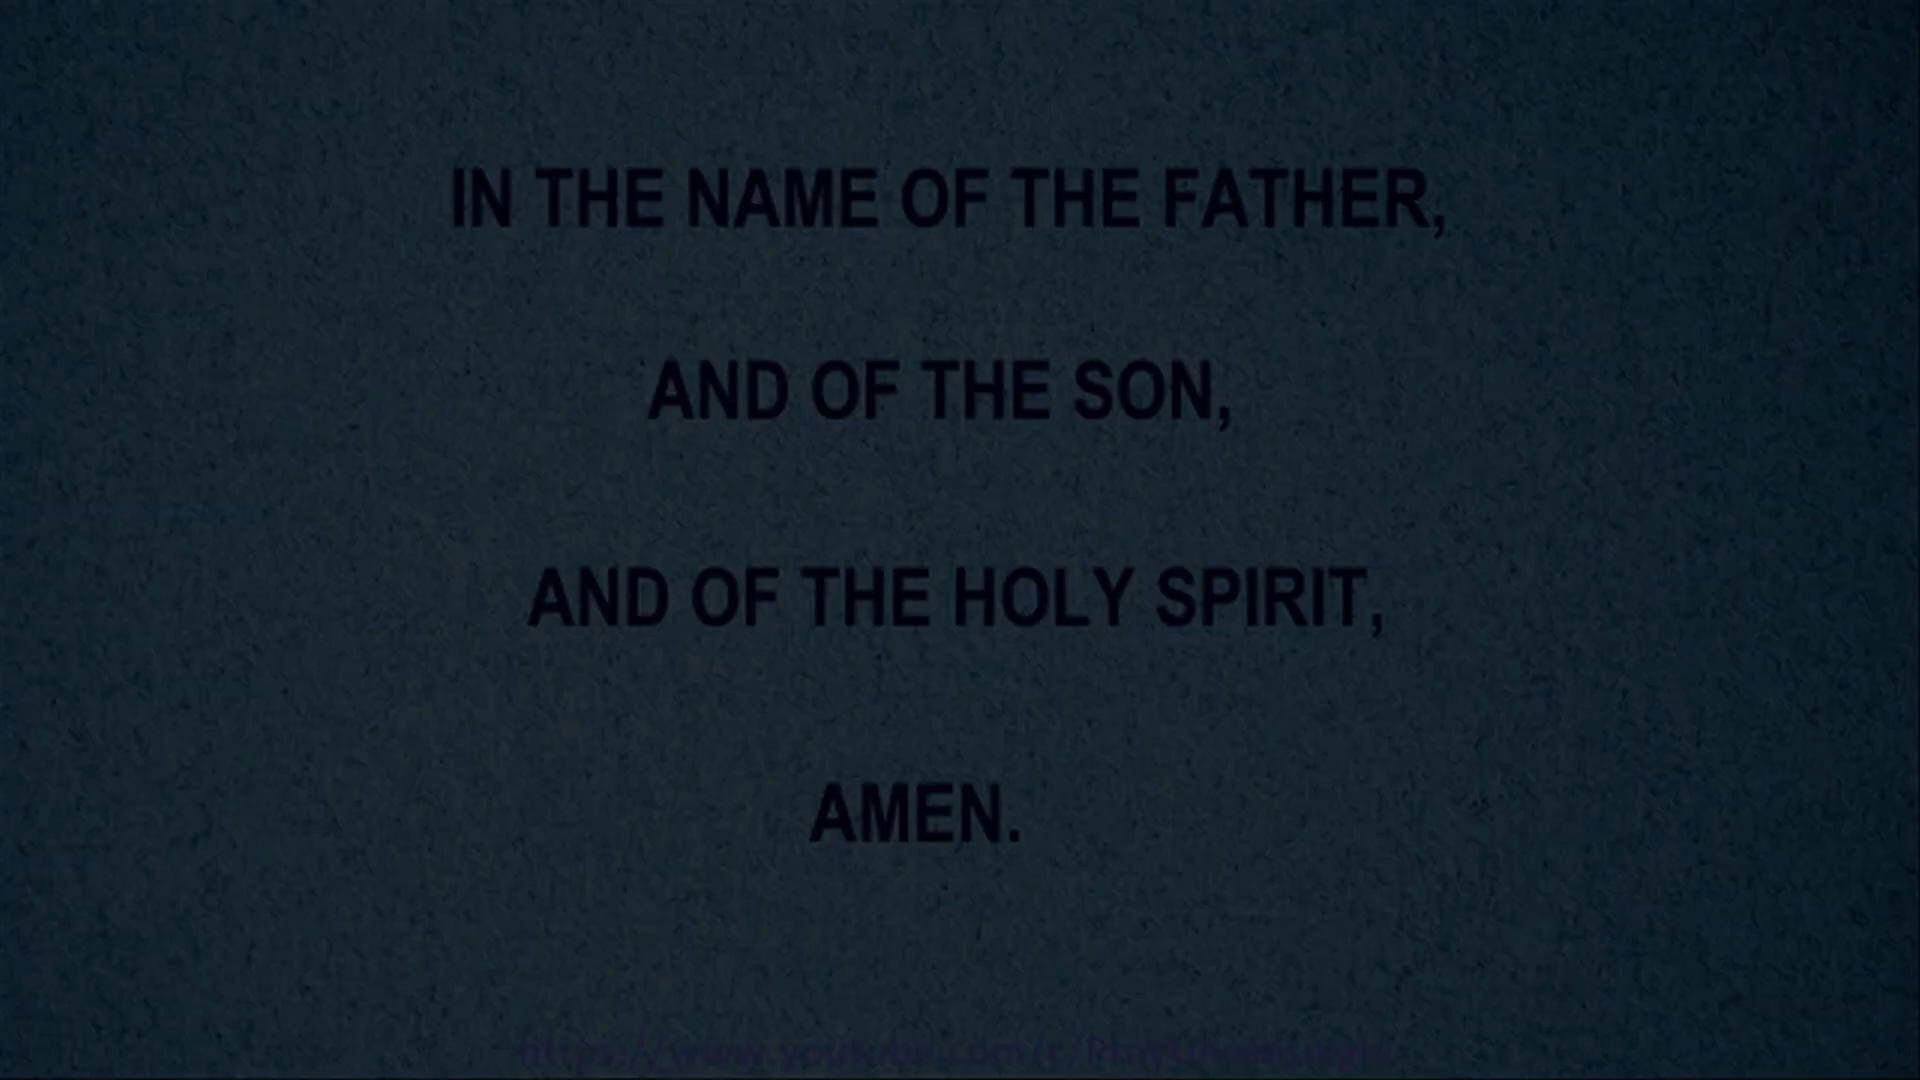 IN THE NAME OF THE FATHER,
AND OF THE SON,
AND OF THE HOLY SPIRIT,
AMEN.